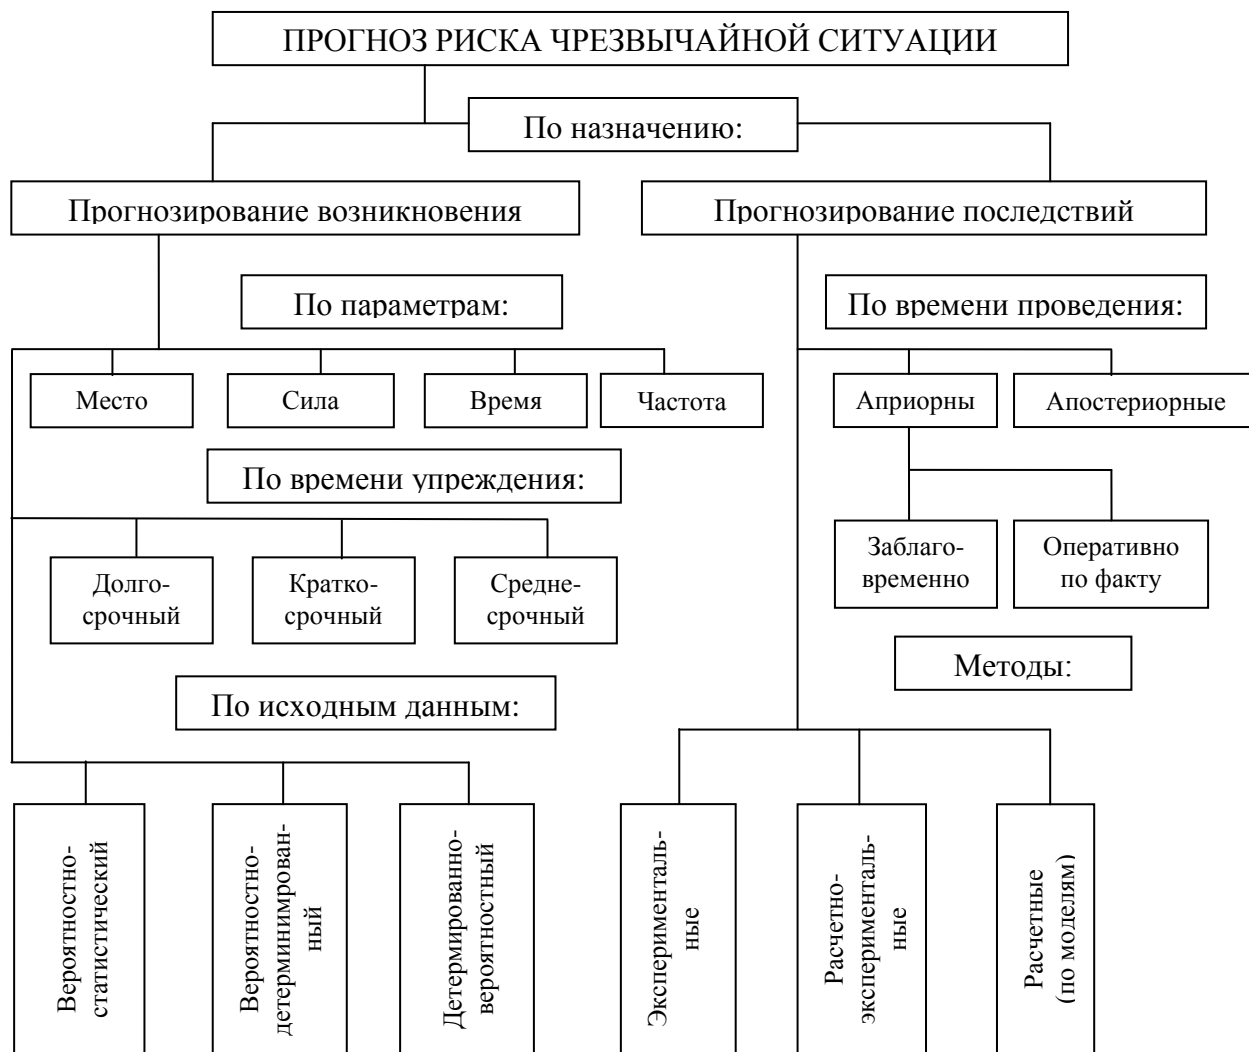 ПРОГНОЗ РИСКА ЧРЕЗВЫЧАЙНОЙ СИТУАЦИИ
По назначению:
Прогнозирование возникновения
Прогнозирование последствий
По параметрам:
По времени проведения:
Место
Сила
Время
Частота
Априорны
Апостериорные
По времени упреждения:
Долго-
срочный
Кратко-
срочный
Средне-
срочный
Заблаго-
временно
Оперативно
по факту
Методы:
По исходным данным:
Вероятностно-
статистический
Вероятностно-
детерминимрован-
ный
Детермированно-
вероятностный
Эксперименталь-
ные
Расчетно-
эксперименталь-
ные
Расчетные
(по моделям)